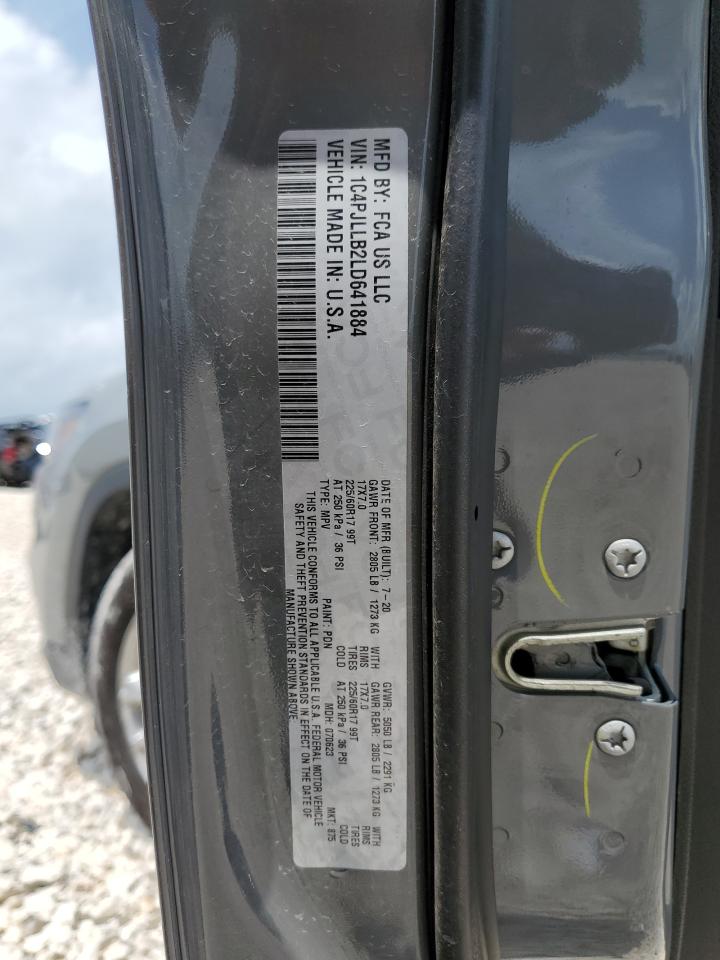 MFD BY: FCA US LLC
VIN: 1C4PJLLB2LD641884
VEHICLE MADE IN: U.S.A.
DATE OF MFR (BUILT): 7-20 GVWR: 5050 LB / 2291 KG
GAWR FRONT: 2805 LB / 1273 KG WITH GAWR REAR: 2805 LB / 1273 KG WITH
17X7.0 RIMS 17X7.0 RIMS
225/60R17 99T TIRES 225/60R17 99T TIRES
AT 250 kPa / 36 PSI COLD AT 250 kPa / 36 PSI COLD
TYPE: MPV PAINT: PDN MDH: 070623 MKT: 875
THIS VEHICLE CONFORMS TO ALL APPLICABLE U.S.A. FEDERAL MOTOR VEHICLE
SAFETY AND THEFT PREVENTION STANDARDS IN EFFECT ON THE DATE OF
MANUFACTURE SHOWN ABOVE